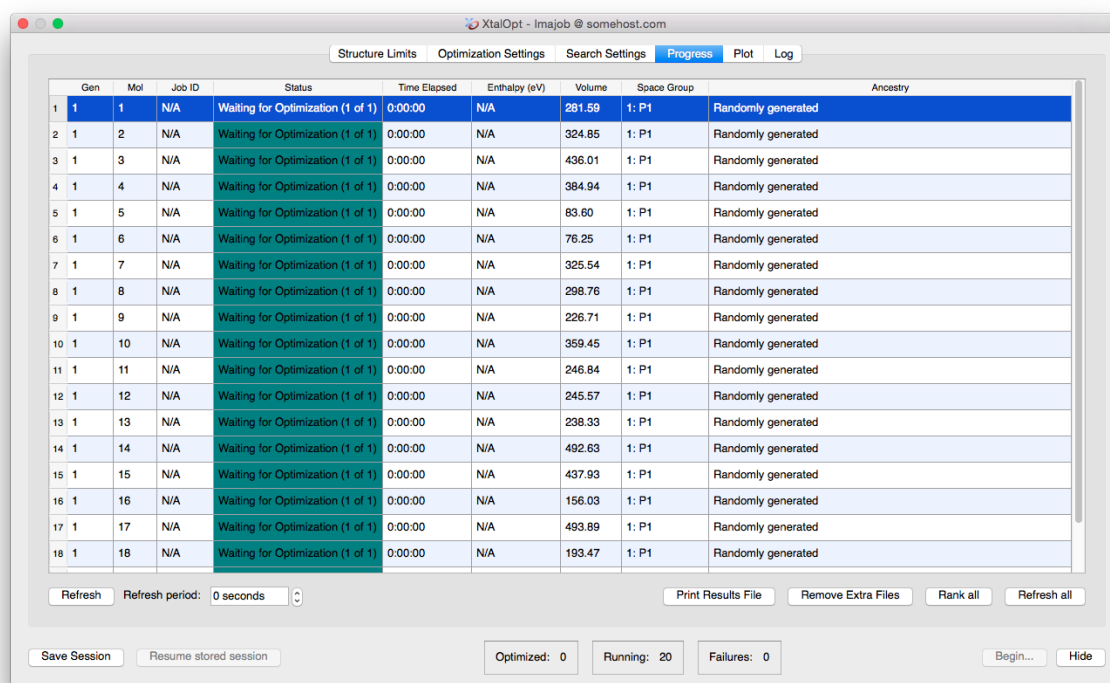 XtalOpt - Imajob @ somehost.com
Structure Limits Optimization Settings Search Settings Progress Plot Log
Gen Mol Job ID Status Time Elapsed Enthalpy (eV) Volume Space Group Ancestry
1 1 1 N/A Waiting for Optimization (1 of 1) 0:00:00 N/A 281.59 1: P1 Randomly generated
2 1 2 N/A Waiting for Optimization (1 of 1) 0:00:00 N/A 324.85 1: P1 Randomly generated
3 1 3 N/A Waiting for Optimization (1 of 1) 0:00:00 N/A 436.01 1: P1 Randomly generated
4 1 4 N/A Waiting for Optimization (1 of 1) 0:00:00 N/A 384.94 1: P1 Randomly generated
5 1 5 N/A Waiting for Optimization (1 of 1) 0:00:00 N/A 83.60 1: P1 Randomly generated
6 1 6 N/A Waiting for Optimization (1 of 1) 0:00:00 N/A 76.25 1: P1 Randomly generated
7 1 7 N/A Waiting for Optimization (1 of 1) 0:00:00 N/A 325.54 1: P1 Randomly generated
8 1 8 N/A Waiting for Optimization (1 of 1) 0:00:00 N/A 298.76 1: P1 Randomly generated
9 1 9 N/A Waiting for Optimization (1 of 1) 0:00:00 N/A 226.71 1: P1 Randomly generated
10 1 10 N/A Waiting for Optimization (1 of 1) 0:00:00 N/A 359.45 1: P1 Randomly generated
11 1 11 N/A Waiting for Optimization (1 of 1) 0:00:00 N/A 246.84 1: P1 Randomly generated
12 1 12 N/A Waiting for Optimization (1 of 1) 0:00:00 N/A 245.57 1: P1 Randomly generated
13 1 13 N/A Waiting for Optimization (1 of 1) 0:00:00 N/A 238.33 1: P1 Randomly generated
14 1 14 N/A Waiting for Optimization (1 of 1) 0:00:00 N/A 492.63 1: P1 Randomly generated
15 1 15 N/A Waiting for Optimization (1 of 1) 0:00:00 N/A 437.93 1: P1 Randomly generated
16 1 16 N/A Waiting for Optimization (1 of 1) 0:00:00 N/A 156.03 1: P1 Randomly generated
17 1 17 N/A Waiting for Optimization (1 of 1) 0:00:00 N/A 493.89 1: P1 Randomly generated
18 1 18 N/A Waiting for Optimization (1 of 1) 0:00:00 N/A 193.47 1: P1 Randomly generated
Refresh Refresh period: 0 seconds Print Results File Remove Extra Files Rank all Refresh all
Save Session Resume stored session Optimized: 0 Running: 20 Failures: 0 Begin... Hide